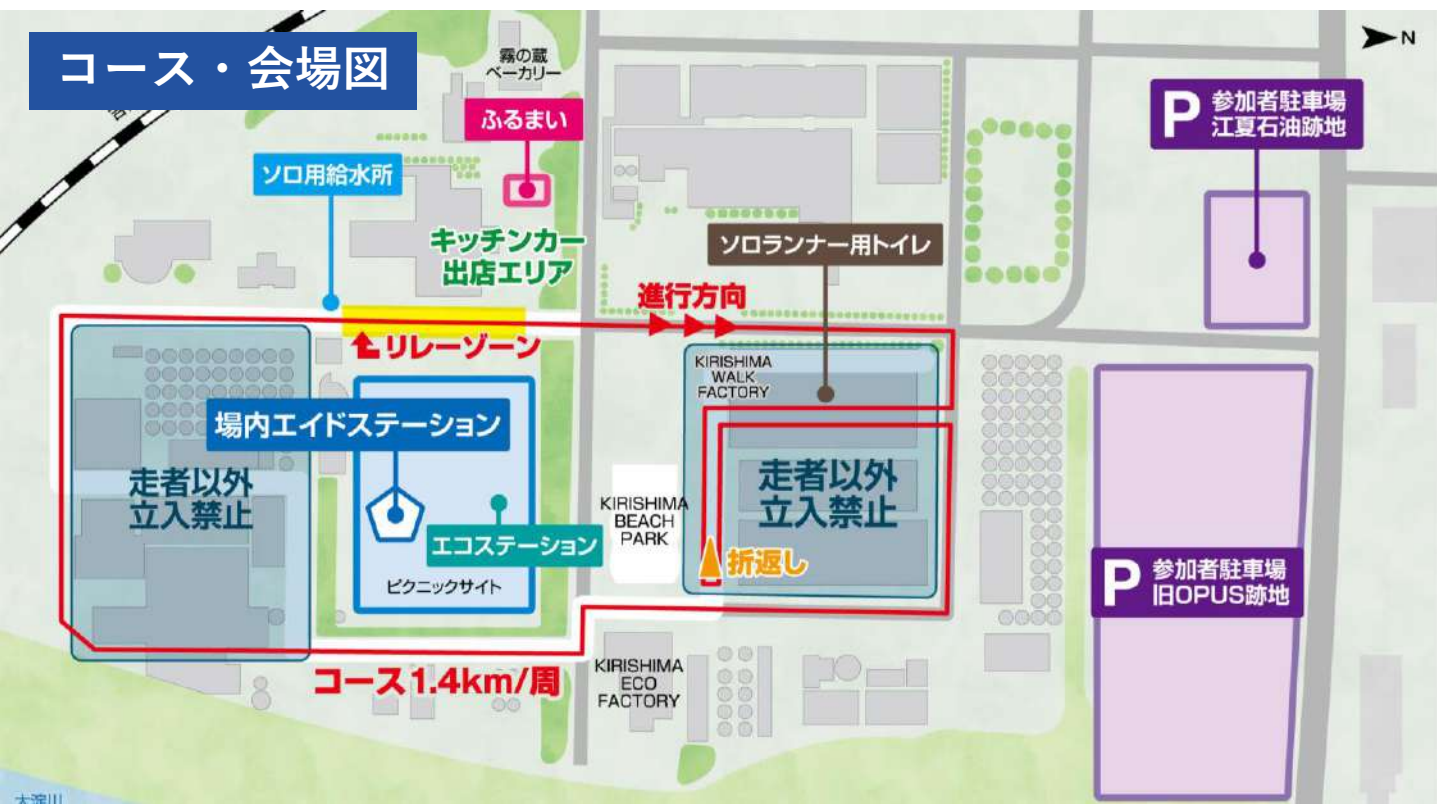 コース・会場図
霧の蔵
ベーカリー
N
ふるまい
P 参加者駐車場
江夏石油跡地
ソロ用給水所
キッチンカー
出店エリア
ソロランナー用トイレ
進行方向
リレーゾーン
KIRISHIMA
WALK
FACTORY
場内エイドステーション
走者以外
立入禁止
走者以外
立入禁止
KIRISHIMA
BEACH
PARK
エコステーション
折返し
ピクニックサイト
P 参加者駐車場
旧OPUS跡地
コース1.4km/周
KIRISHIMA
ECO
FACTORY
大淀川